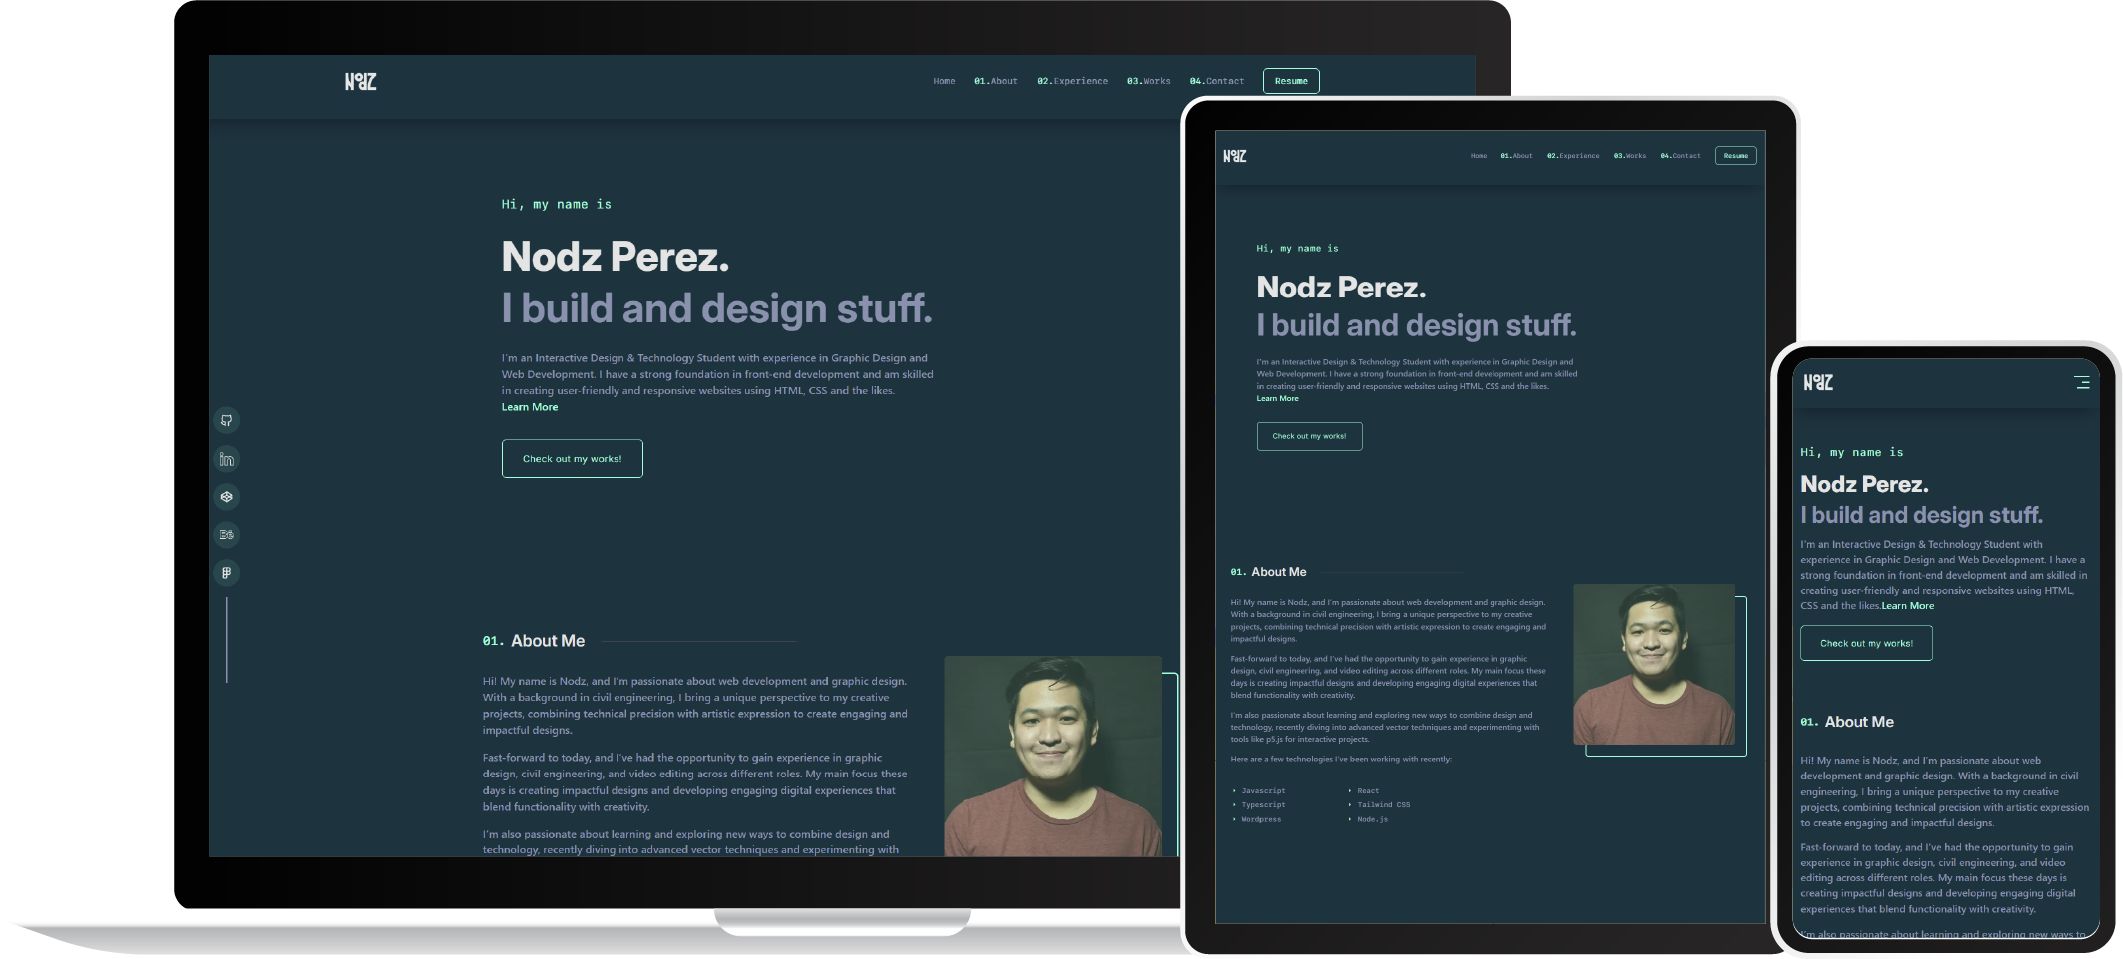 NodZ
Home 01.About 02.Experience 03.Works 04.Contact Resume
Hi, my name is
Nodz Perez.
I build and design stuff.
I'm an Interactive Design & Technology Student with experience in Graphic Design and
Web Development. I have a strong foundation in front-end development and am skilled
in creating user-friendly and responsive websites using HTML, CSS and the likes.
Learn More
Check out my works!
in
Bē
01. About Me
Hi! My name is Nodz, and I'm passionate about web development and graphic design.
With a background in civil engineering, I bring a unique perspective to my creative
projects, combining technical precision with artistic expression to create engaging and
impactful designs.
Fast-forward to today, and I've had the opportunity to gain experience in graphic
design, civil engineering, and video editing across different roles. My main focus these
days is creating impactful designs and developing engaging digital experiences that
blend functionality with creativity.
I'm also passionate about learning and exploring new ways to combine design and
technology, recently diving into advanced vector techniques and experimenting with
NodZ
Home 01.About 02.Experience 03.Works 04.Contact Resume
Hi, my name is
Nodz Perez.
I build and design stuff.
I'm an Interactive Design & Technology Student with experience in Graphic Design and
Web Development. I have a strong foundation in front-end development and am skilled
in creating user-friendly and responsive websites using HTML, CSS and the likes.
Learn More
Check out my works!
01. About Me
Hi! My name is Nodz, and I'm passionate about web development and graphic design.
With a background in civil engineering, I bring a unique perspective to my creative
projects, combining technical precision with artistic expression to create engaging and
impactful designs.
Fast-forward to today, and I've had the opportunity to gain experience in graphic
design, civil engineering, and video editing across different roles. My main focus these
days is creating impactful designs and developing engaging digital experiences that
blend functionality with creativity.
I'm also passionate about learning and exploring new ways to combine design and
technology, recently diving into advanced vector techniques and experimenting with
tools like p5.js for interactive projects.
Here are a few technologies I've been working with recently:
Javascript React
Typescript Tailwind CSS
Wordpress Node.js
NodZ
Hi, my name is
Nodz Perez.
I build and design stuff.
I'm an Interactive Design & Technology Student with
experience in Graphic Design and Web Development. I have a
strong foundation in front-end development and am skilled in
creating user-friendly and responsive websites using HTML,
CSS and the likes.Learn More
Check out my works!
01. About Me
Hi! My name is Nodz, and I'm passionate about web
development and graphic design. With a background in civil
engineering, I bring a unique perspective to my creative
projects, combining technical precision with artistic expression
to create engaging and impactful designs.
Fast-forward to today, and I've had the opportunity to gain
experience in graphic design, civil engineering, and video
editing across different roles. My main focus these days is
creating impactful designs and developing engaging digital
experiences that blend functionality with creativity.
I'm also passionate about learning and exploring new ways to